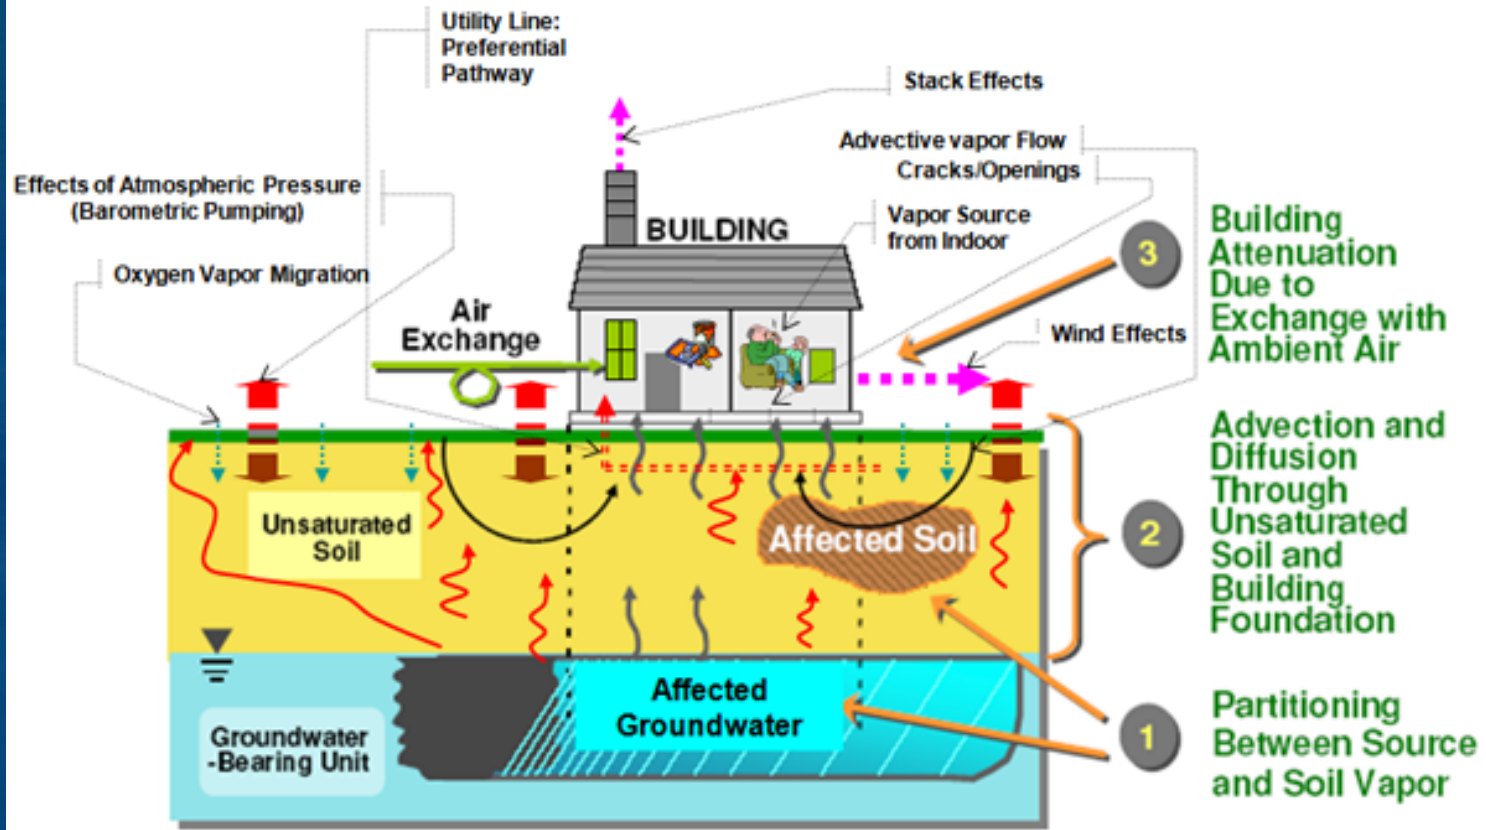 Utility Line:
Preferential
Pathway
Stack Effects
Advective vapor Flow
Cracks/Openings
Effects of Atmospheric Pressure
(Barometric Pumping)
Vapor Source
from Indoor
BUILDING
Oxygen Vapor Migration
Air
Exchange
Wind Effects
3
Building
Attenuation
Due to
Exchange with
Ambient Air
Unsaturated
Soil
Affected Soil
2
Advection and
Diffusion
Through
Unsaturated
Soil and
Building
Foundation
Affected
Groundwater
Groundwater
-Bearing Unit
1
Partitioning
Between Source
and Soil Vapor